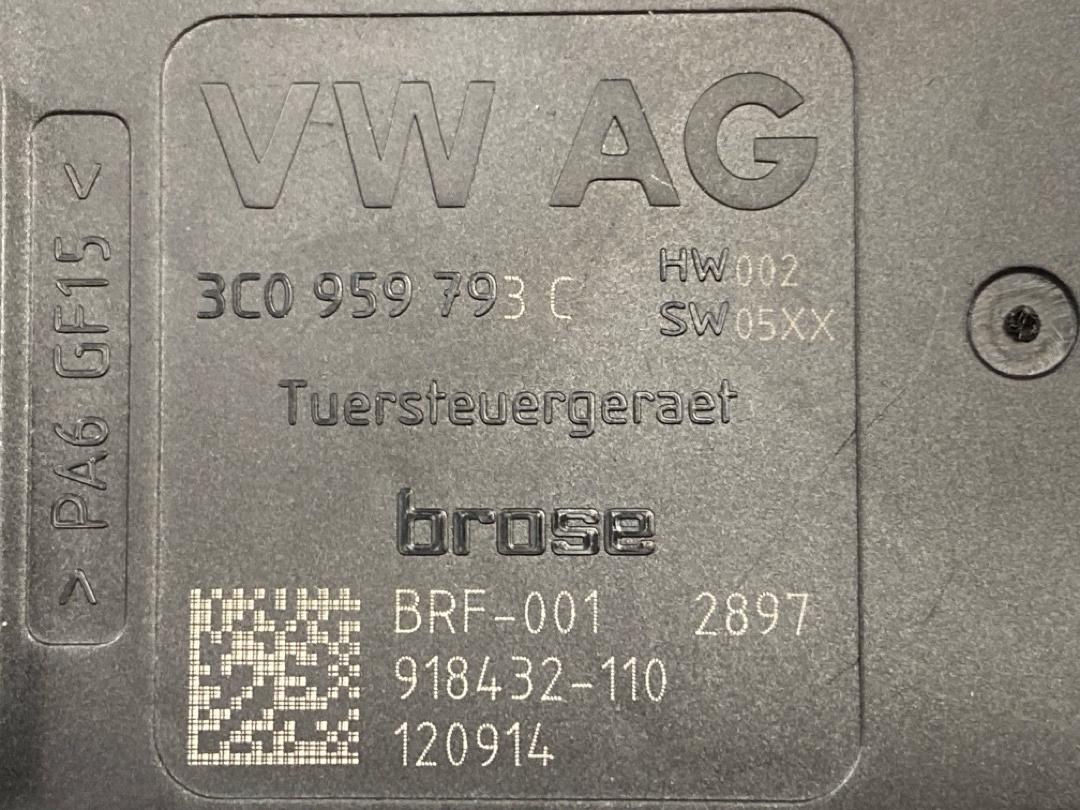 VW AG
3C0 959 793 C
HW 002
SW 05XX
Tuersteuergeraet
brose
BRF-001 2897
918432-110
120914
> PA6 GF15 <